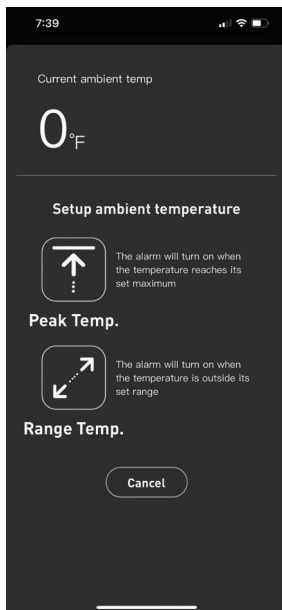 7:39
Current ambient temp
0°F
Setup ambient temperature
The alarm will turn on when
the temperature reaches its
set maximum
Peak Temp.
The alarm will turn on when
the temperature is outside its
set range
Range Temp.
Cancel